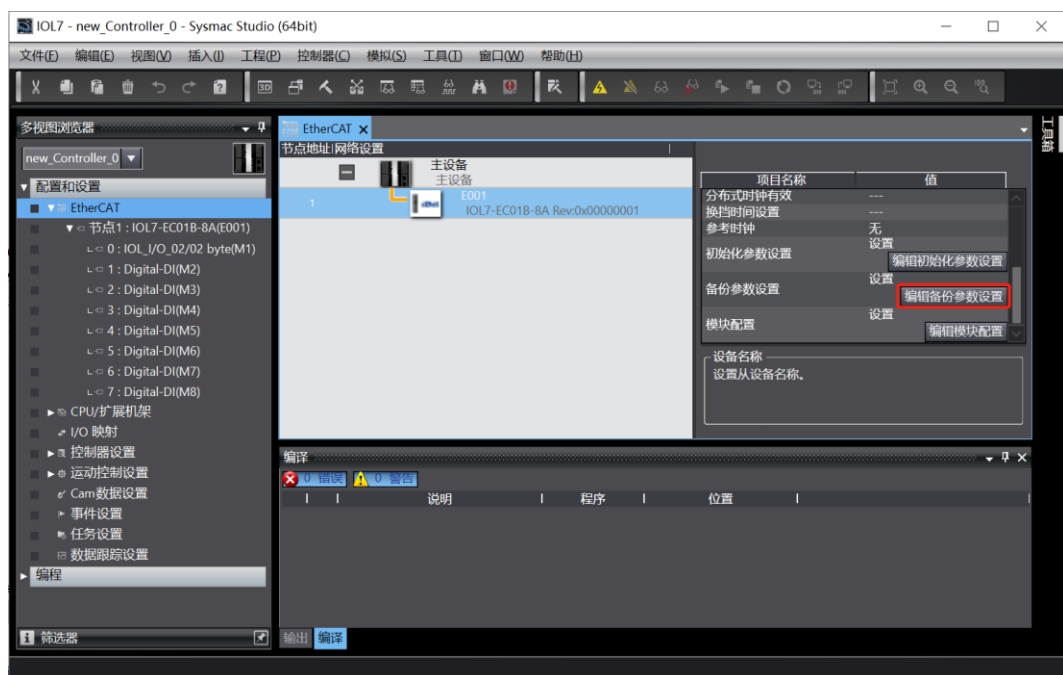 IOL7 - new_Controller_0 - Sysmac Studio (64bit)
文件(F) 编辑(E) 视图(V) 插入(I) 工程(P) 控制器(C) 模拟(S) 工具(T) 窗口(W) 帮助(H)
多视图浏览器
new_Controller_0
配置和设置
EtherCAT
节点1 : IOL7-EC01B-8A(E001)
0 : IOL_I/O_02/02 byte(M1)
1 : Digital-DI(M2)
2 : Digital-DI(M3)
3 : Digital-DI(M4)
4 : Digital-DI(M5)
5 : Digital-DI(M6)
6 : Digital-DI(M7)
7 : Digital-DI(M8)
CPU/扩展机架
I/O 映射
控制器设置
运动控制设置
Cam数据设置
事件设置
任务设置
数据跟踪设置
编程
筛选器
EtherCAT
节点地址|网络设置
主设备
主设备
1
E001
IOL7-EC01B-8A Rev:0x00000001
项目名称 值
分布式时钟有效 ---
换挡时间设置 ---
参考时钟 无
初始化参数设置 设置
编辑初始化参数设置
备份参数设置 设置
编辑备份参数设置
模块配置 设置
编辑模块配置
设备名称
设置从设备名称。
工具箱
编译
0 错误 0 警告
说明 程序 位置
输出 编译